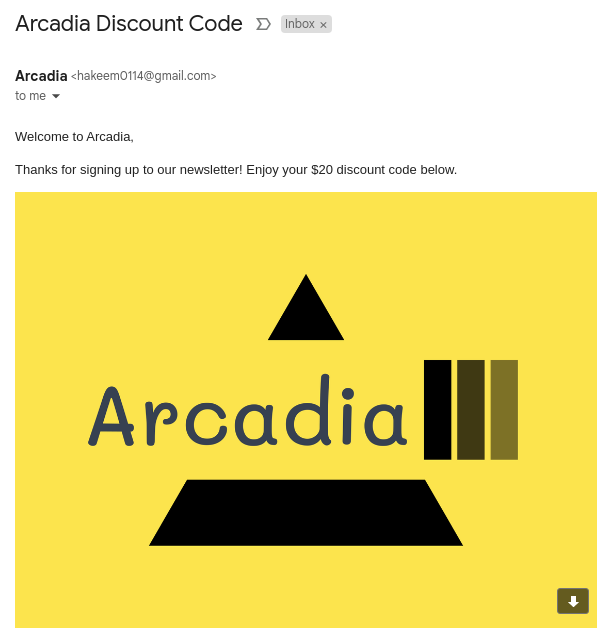 Arcadia Discount Code Inbox ×
Arcadia <hakeem0114@gmail.com>
to me
Welcome to Arcadia,
Thanks for signing up to our newsletter! Enjoy your $20 discount code below.
Arcadia